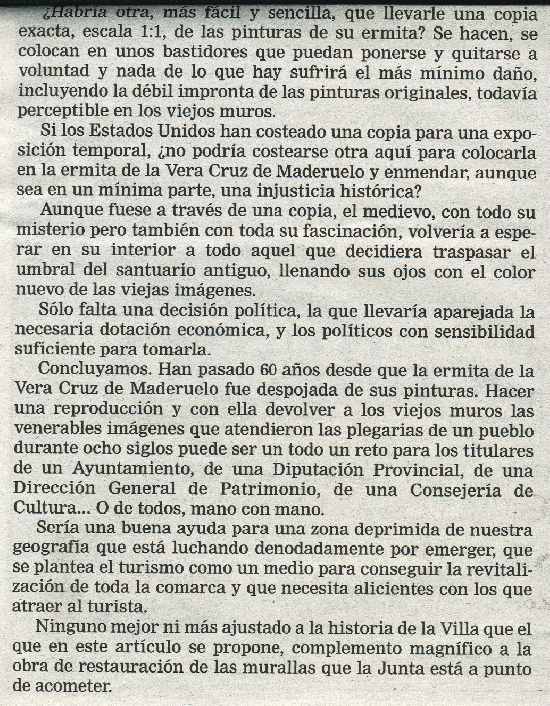 ¿Habría otra, más fácil y sencilla, que llevarle una copia
exacta, escala 1:1, de las pinturas de su ermita? Se hacen, se
colocan en unos bastidores que puedan ponerse y quitarse a
voluntad y nada de lo que hay sufrirá el más mínimo daño,
incluyendo la débil impronta de las pinturas originales, todavía
perceptible en los viejos muros.
Si los Estados Unidos han costeado una copia para una expo-
sición temporal, ¿no podría costearse otra aquí para colocarla
en la ermita de la Vera Cruz de Maderuelo y enmendar, aunque
sea en un mínima parte, una injusticia histórica?
Aunque fuese a través de una copia, el medievo, con todo su
misterio pero también con toda su fascinación, volvería a espe-
rar en su interior a todo aquel que decidiera traspasar el
umbral del santuario antiguo, llenando sus ojos con el color
nuevo de las viejas imágenes.
Sólo falta una decisión política, la que llevaría aparejada la
necesaria dotación económica, y los políticos con sensibilidad
suficiente para tomarla.
Concluyamos. Han pasado 60 años desde que la ermita de la
Vera Cruz de Maderuelo fue despojada de sus pinturas. Hacer
una reproducción y con ella devolver a los viejos muros las
venerables imágenes que atendieron las plegarias de un pueblo
durante ocho siglos puede ser un todo un reto para los titulares
de un Ayuntamiento, de una Diputación Provincial, de una
Dirección General de Patrimonio, de una Consejería de
Cultura... O de todos, mano con mano.
Sería una buena ayuda para una zona deprimida de nuestra
geografía que está luchando denodadamente por emerger, que
se plantea el turismo como un medio para conseguir la revitali-
zación de toda la comarca y que necesita alicientes con los que
atraer al turista.
Ninguno mejor ni más ajustado a la historia de la Villa que el
que en este artículo se propone, complemento magnífico a la
obra de restauración de las murallas que la Junta está a punto
de acometer.